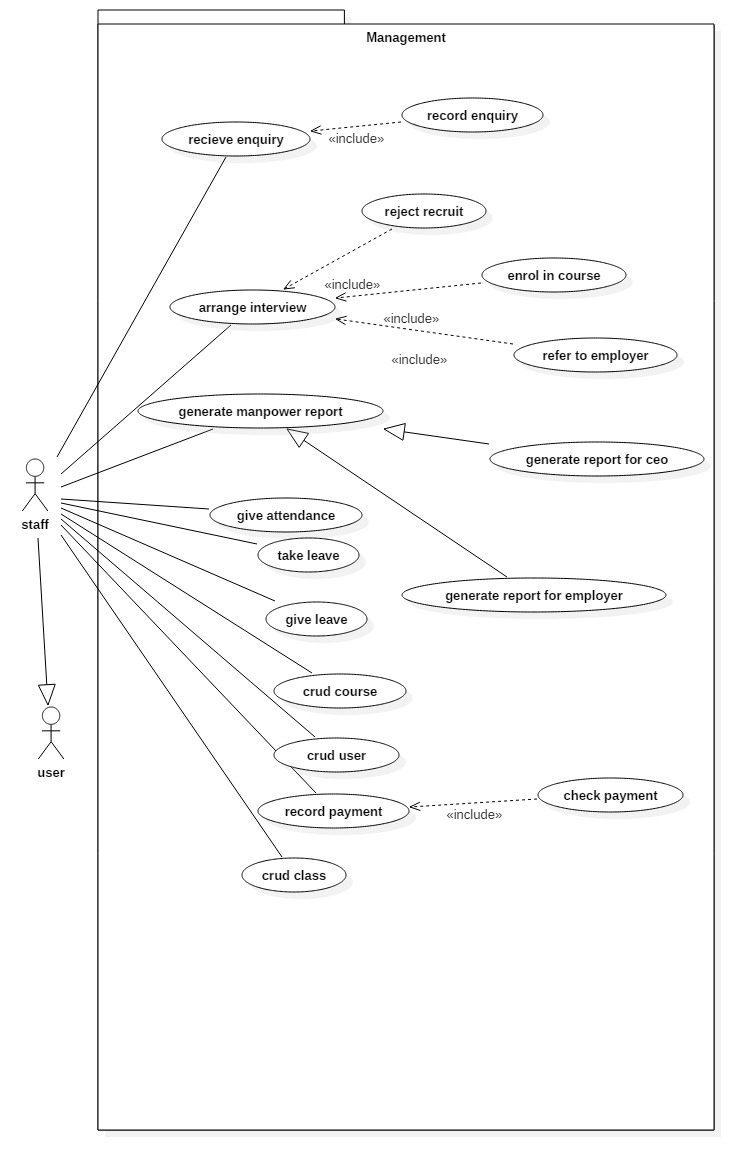 Management
record enquiry
recieve enquiry
«include»
reject recruit
enrol in course
«include»
arrange interview
«include»
refer to employer
«include»
generate manpower report
generate report for ceo
give attendance
staff
take leave
generate report for employer
give leave
crud course
crud user
user
check payment
record payment
«include»
crud class